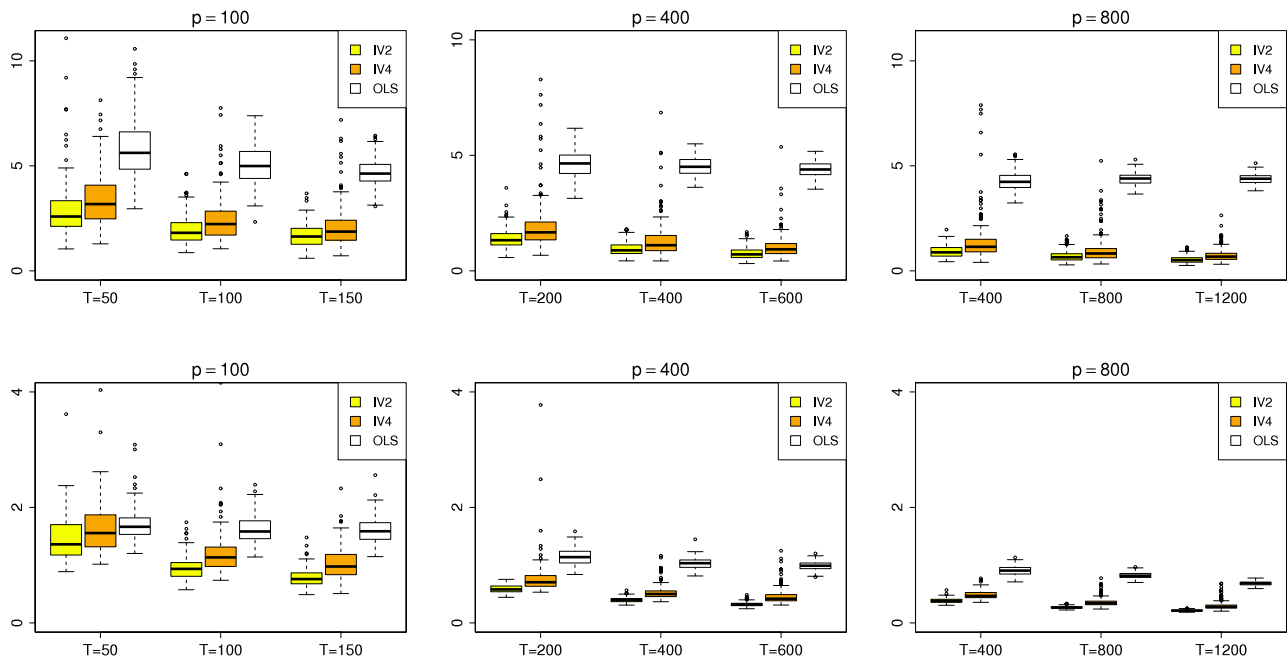 p = 100
10
5
0
IV2
IV4
OLS
T=50
T=100
T=150
p = 400
10
5
0
IV2
IV4
OLS
T=200
T=400
T=600
p = 800
10
5
0
IV2
IV4
OLS
T=400
T=800
T=1200
p = 100
4
2
0
IV2
IV4
OLS
T=50
T=100
T=150
p = 400
4
2
0
IV2
IV4
OLS
T=200
T=400
T=600
p = 800
4
2
0
IV2
IV4
OLS
T=400
T=800
T=1200